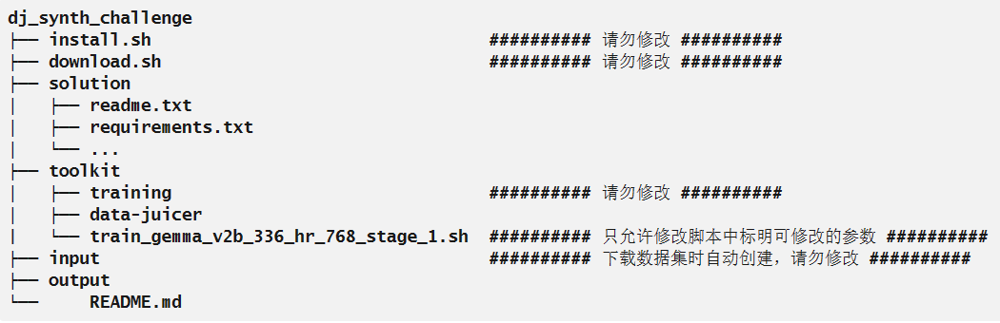 dj_synth_challenge
├── install.sh                                 ########## 请勿修改 ##########
├── download.sh                                ########## 请勿修改 ##########
├── solution
│   ├── readme.txt
│   ├── requirements.txt
│   └── ...
├── toolkit
│   ├── training                               ########## 请勿修改 ##########
│   ├── data-juicer
│   └── train_gemma_v2b_336_hr_768_stage_1.sh  ########## 只允许修改脚本中标明可修改的参数 ##########
├── input                                      ########## 下载数据集时自动创建，请勿修改 ##########
├── output
└──     README.md